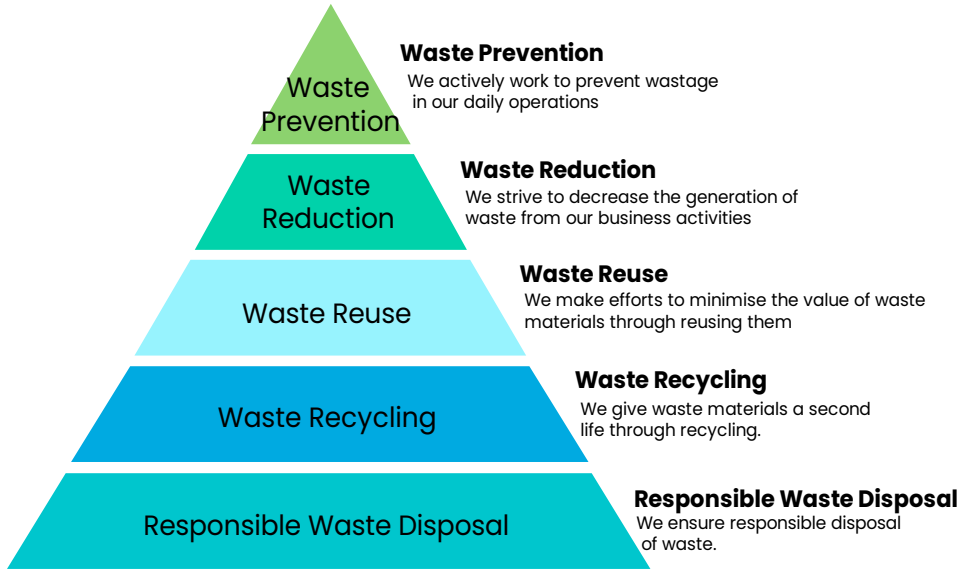 Waste
Prevention
Waste Prevention
We actively work to prevent wastage
in our daily operations
Waste
Reduction
Waste Reduction
We strive to decrease the generation of
waste from our business activities
Waste Reuse
Waste Reuse
We make efforts to minimise the value of waste
materials through reusing them
Waste Recycling
Waste Recycling
We give waste materials a second
life through recycling.
Responsible Waste Disposal
Responsible Waste Disposal
We ensure responsible disposal
of waste.